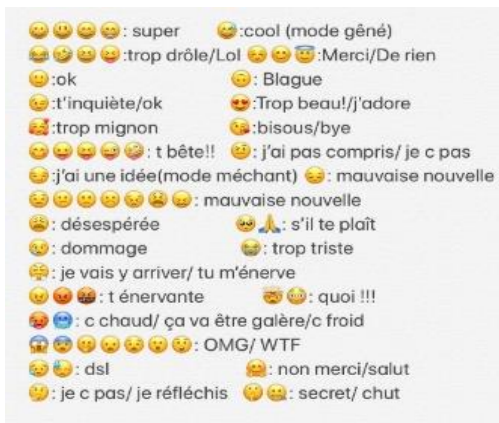 😀😃😄😁: super 😅:cool (mode gêné)
😂🤣😆😝:trop drôle/Lol ☺️😊😇:Merci/De rien
🙂:ok 🙃: Blague
😉:t'inquiète/ok 😍:Trop beau!/j'adore
🥰:trop mignon 😘:bisous/bye
😋😛😝😜🤪: t bête!! 🤨: j'ai pas compris/ je c pas
😏:j'ai une idée(mode méchant) 😔: mauvaise nouvelle
😒😞😟😕🙁😣😫😖: mauvaise nouvelle
😩: désespérée 🥺🙏: s'il te plaît
😢: dommage 😭: trop triste
😤: je vais y arriver/ tu m'énerve
😠😡🤬: t énervante 🤯😳: quoi !!!
🥵🥶: c chaud/ ça va être galère/c froid
😱😨🤭😦😧😮😲: OMG/ WTF
😥😓: dsl 🤗: non merci/salut
🤔: je c pas/ je réfléchis 🤫🤐: secret/ chut